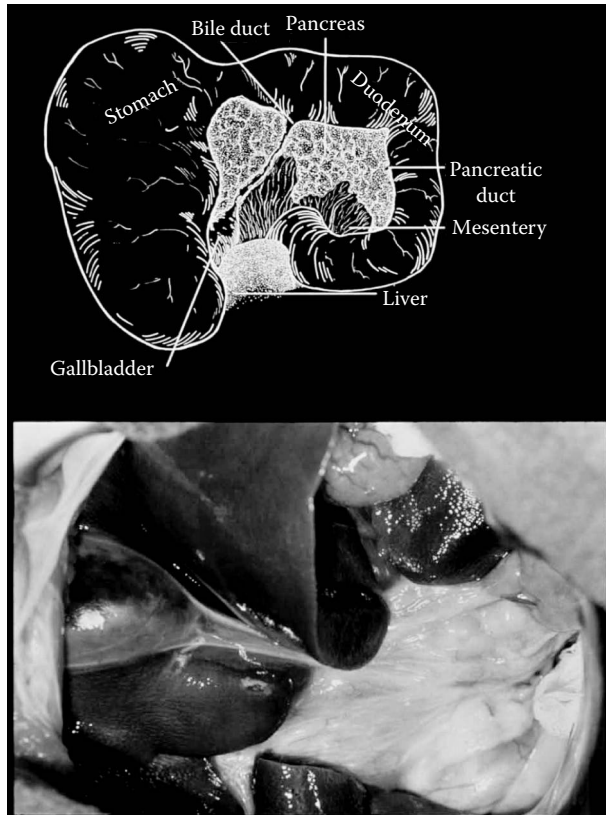 Bile duct
Pancreas
Stomach
Duodenum
Pancreatic
duct
Mesentery
Liver
Gallbladder